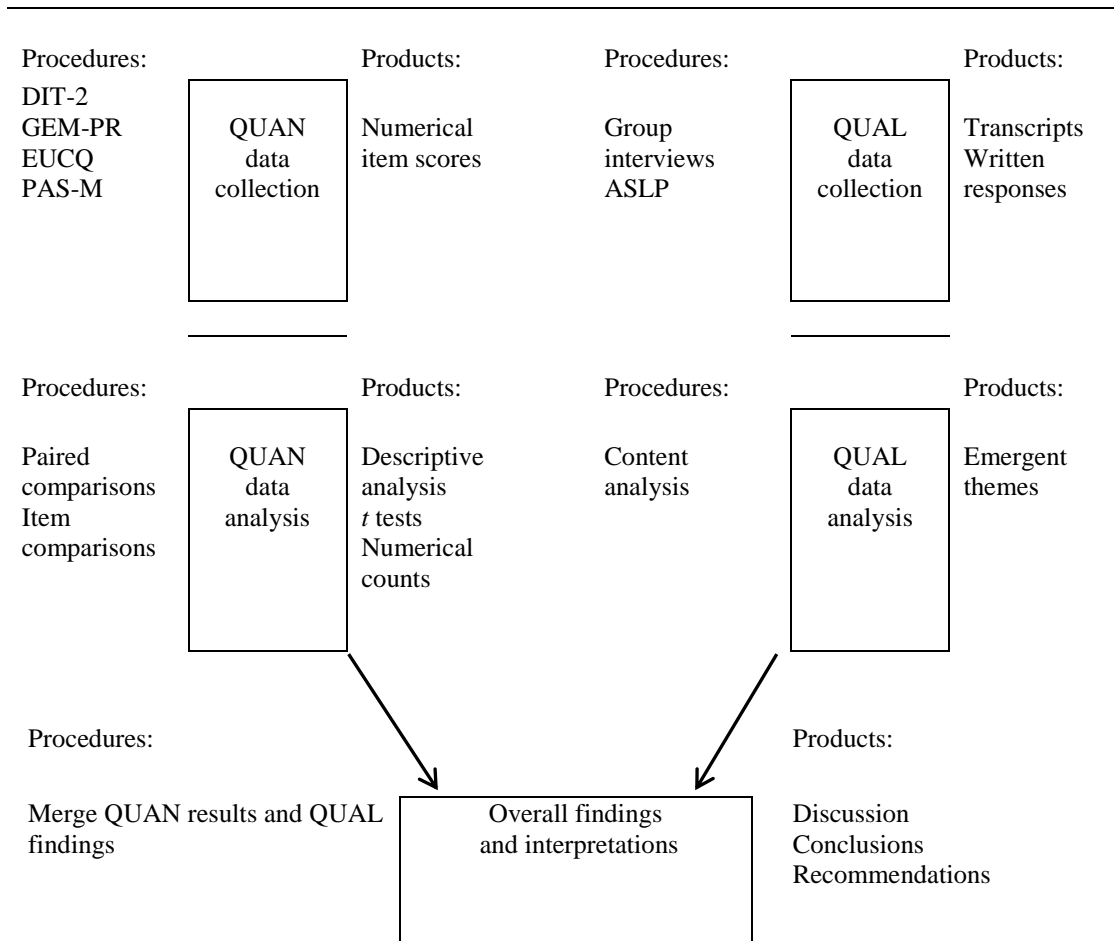 Procedures:
DIT-2
GEM-PR
EUCQ
PAS-M
QUAN
data
collection
Products:
Numerical
item scores
Procedures:
Group
interviews
ASLP
QUAL
data
collection
Products:
Transcripts
Written
responses
Procedures:
Paired
comparisons
Item
comparisons
QUAN
data
analysis
Products:
Descriptive
analysis
t tests
Numerical
counts
Procedures:
Content
analysis
QUAL
data
analysis
Products:
Emergent
themes
Procedures:
Merge QUAN results and QUAL
findings
Overall findings
and interpretations
Products:
Discussion
Conclusions
Recommendations